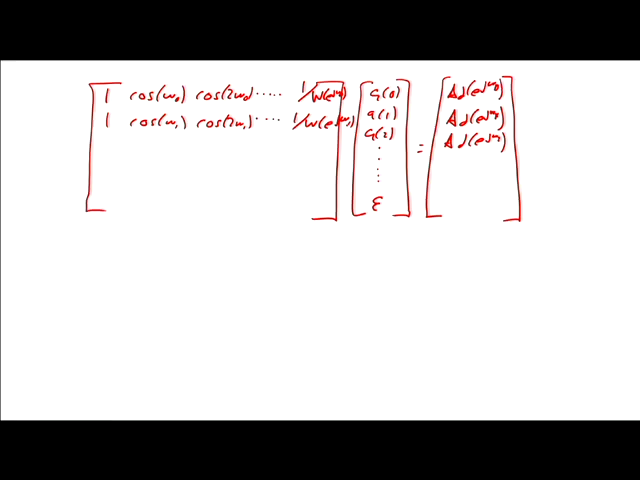 1 cos(ω₀) cos(2ω₀) ..... 1/W(e^jω₀) a(0) Ad(e^jω₀)
1 cos(ω₁) cos(2ω₁) .... 1/W(e^jω₁) a(1) Ad(e^jω₁)
a(2) = Ad(e^jω₂)
ε